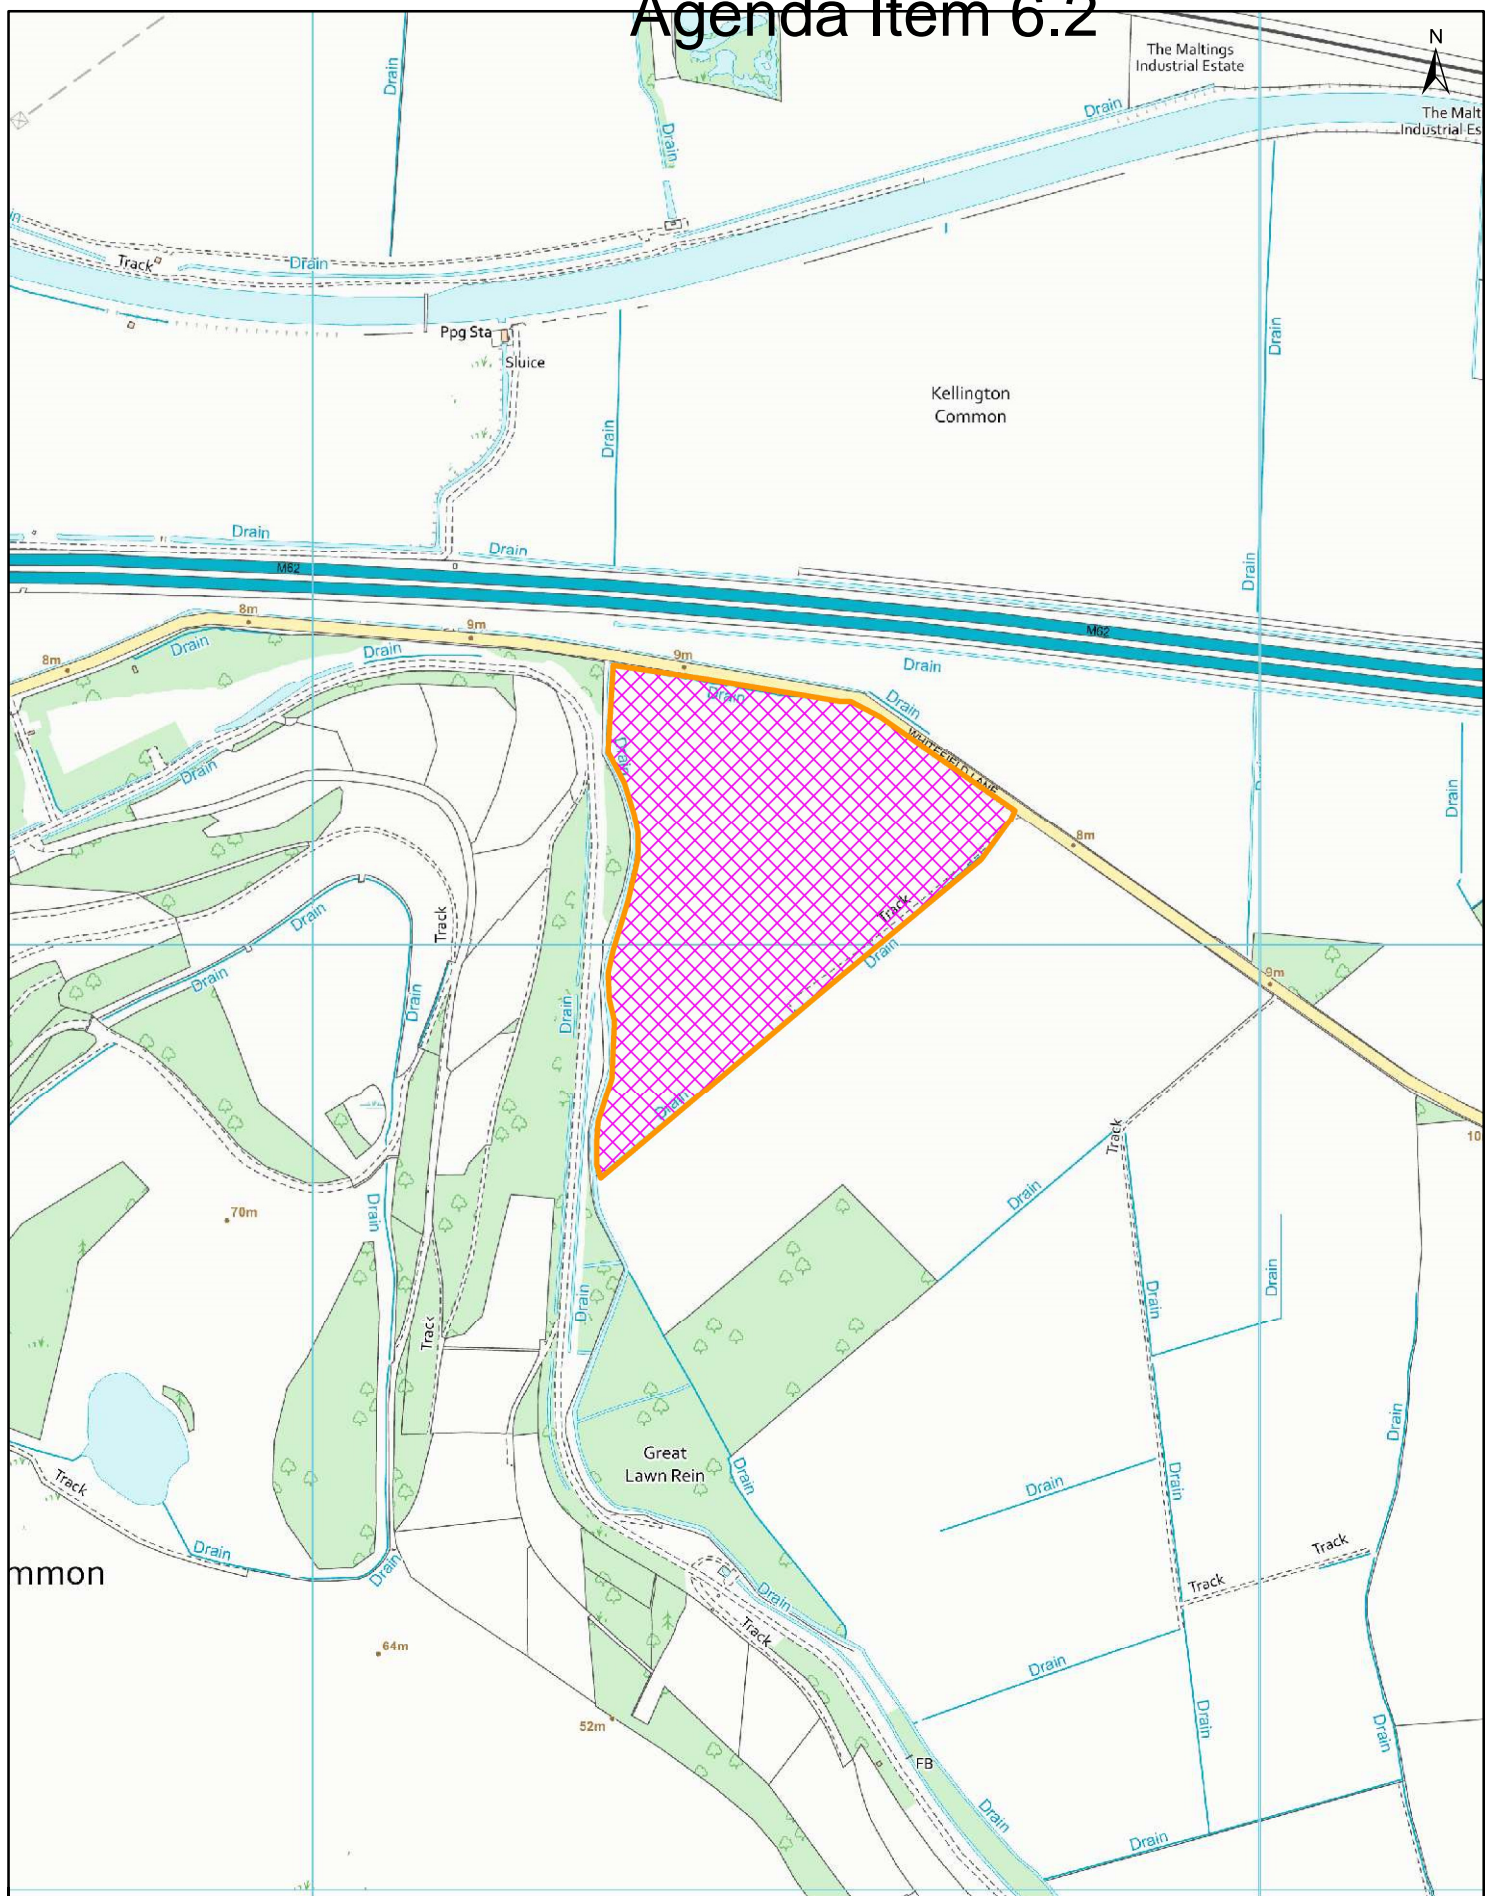 Agenda Item 6.2
N
The Maltings
Industrial Estate
Drain
Drain
The Malt
Industrial Es
Drain
in
Track
Drain
Ppg Sta
Sluice
Drain
Kellington
Common
Drain
Drain
Drain
Drain
M62
M62
8m
9m
Drain
8m
Drain
9m
Drain
Drain
Drain
WHITEFIELD LANE
Drain
Drain
Drain
8m
Track
Drain
Track
Drain
Drain
Drain
Drain
9m
Drain
Track
10
Drain
70m
Drain
Drain
Drain
Drain
Track
Drain
Great
Lawn Rein
Drain
Drain
Drain
Drain
Track
Drain
Drain
Track
Track
mmon
Drain
Track
64m
Drain
Drain
Drain
52m
FB
Drain
Drain